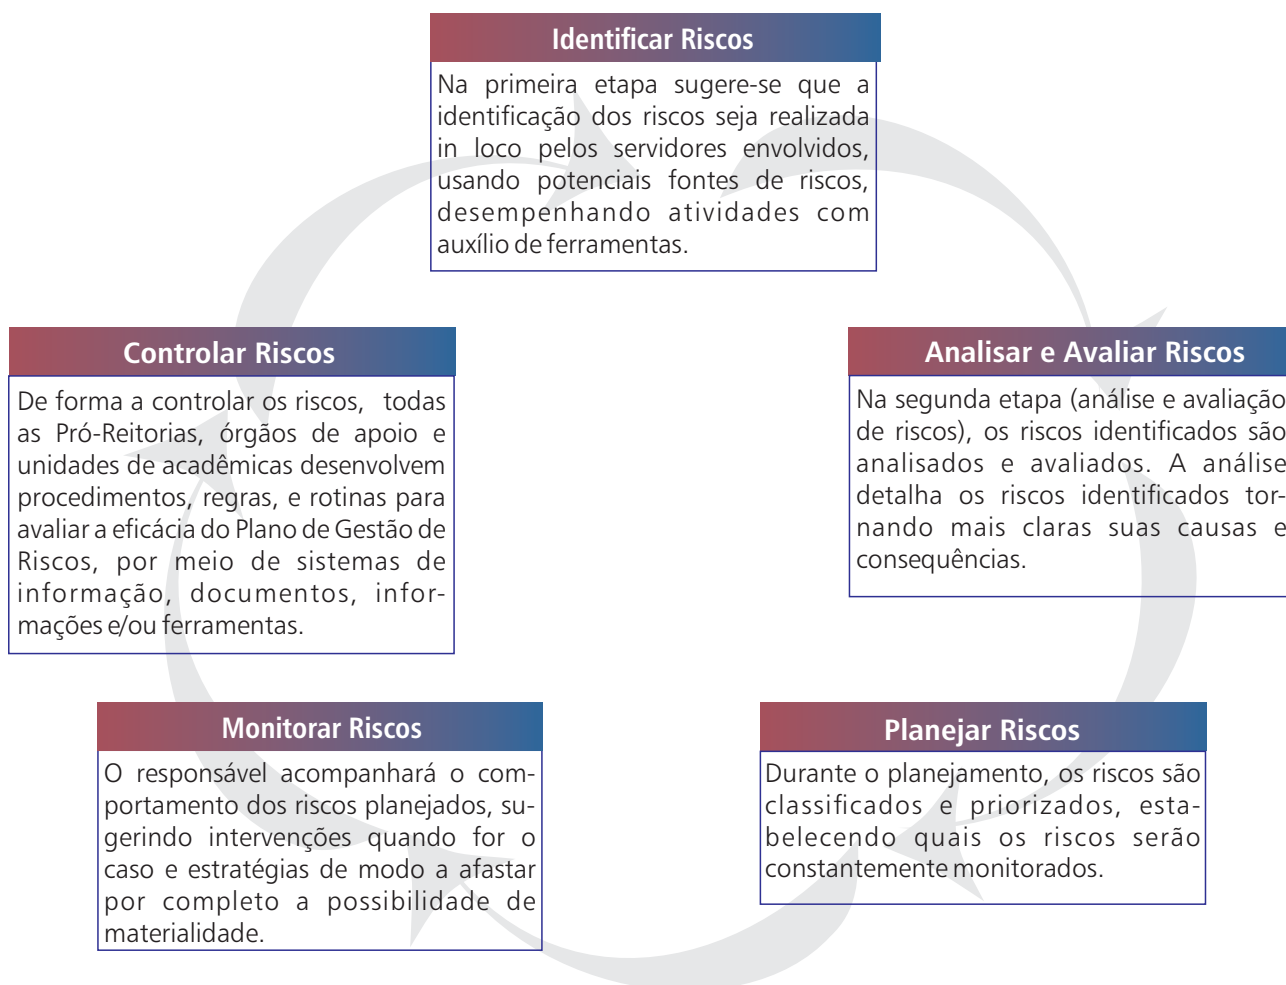 Identificar Riscos
Na primeira etapa sugere-se que a
identificação dos riscos seja realizada
in loco pelos servidores envolvidos,
usando potenciais fontes de riscos,
desempenhando atividades com
auxílio de ferramentas.
Analisar e Avaliar Riscos
Na segunda etapa (análise e avaliação
de riscos), os riscos identificados são
analisados e avaliados. A análise
detalha os riscos identificados tor-
nando mais claras suas causas e
consequências.
Planejar Riscos
Durante o planejamento, os riscos são
classificados e priorizados, esta-
belecendo quais os riscos serão
constantemente monitorados.
Monitorar Riscos
O responsável acompanhará o com-
portamento dos riscos planejados, su-
gerindo intervenções quando for o
caso e estratégias de modo a afastar
por completo a possibilidade de
materialidade.
Controlar Riscos
De forma a controlar os riscos, todas
as Pró-Reitorias, órgãos de apoio e
unidades de acadêmicas desenvolvem
procedimentos, regras, e rotinas para
avaliar a eficácia do Plano de Gestão de
Riscos, por meio de sistemas de
informação, documentos, infor-
mações e/ou ferramentas.